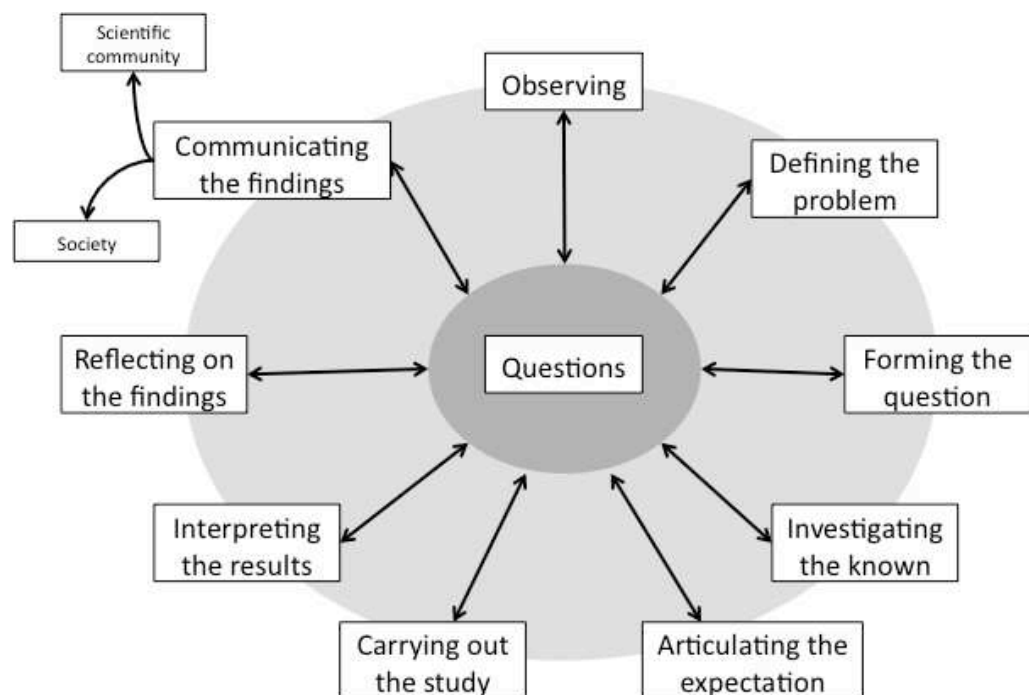 Scientific
community
Observing
Communicating
the findings
Defining the
problem
Society
Reflecting on
the findings
Questions
Forming the
question
Interpreting
the results
Investigating
the known
Carrying out
the study
Articulating the
expectation